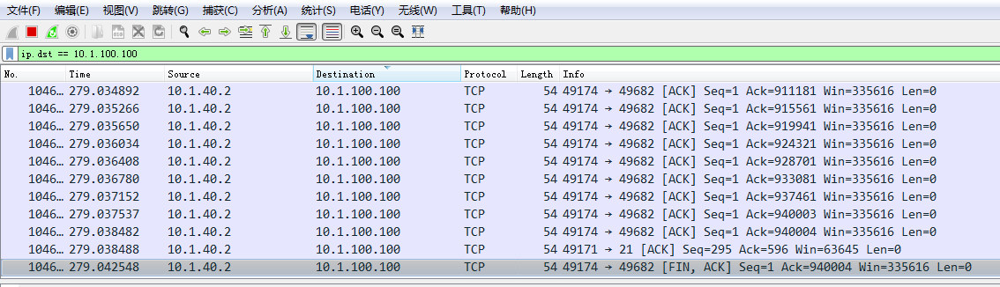 文件(F) 编辑(E) 视图(V) 跳转(G) 捕获(C) 分析(A) 统计(S) 电话(Y) 无线(W) 工具(T) 帮助(H)
ip.dst == 10.1.100.100
No. Time Source Destination Protocol Length Info
1046… 279.034892 10.1.40.2 10.1.100.100 TCP 54 49174 → 49682 [ACK] Seq=1 Ack=911181 Win=335616 Len=0
1046… 279.035266 10.1.40.2 10.1.100.100 TCP 54 49174 → 49682 [ACK] Seq=1 Ack=915561 Win=335616 Len=0
1046… 279.035650 10.1.40.2 10.1.100.100 TCP 54 49174 → 49682 [ACK] Seq=1 Ack=919941 Win=335616 Len=0
1046… 279.036034 10.1.40.2 10.1.100.100 TCP 54 49174 → 49682 [ACK] Seq=1 Ack=924321 Win=335616 Len=0
1046… 279.036408 10.1.40.2 10.1.100.100 TCP 54 49174 → 49682 [ACK] Seq=1 Ack=928701 Win=335616 Len=0
1046… 279.036780 10.1.40.2 10.1.100.100 TCP 54 49174 → 49682 [ACK] Seq=1 Ack=933081 Win=335616 Len=0
1046… 279.037152 10.1.40.2 10.1.100.100 TCP 54 49174 → 49682 [ACK] Seq=1 Ack=937461 Win=335616 Len=0
1046… 279.037537 10.1.40.2 10.1.100.100 TCP 54 49174 → 49682 [ACK] Seq=1 Ack=940003 Win=335616 Len=0
1046… 279.038482 10.1.40.2 10.1.100.100 TCP 54 49174 → 49682 [ACK] Seq=1 Ack=940004 Win=335616 Len=0
1046… 279.038488 10.1.40.2 10.1.100.100 TCP 54 49171 → 21 [ACK] Seq=295 Ack=596 Win=63645 Len=0
1046… 279.042548 10.1.40.2 10.1.100.100 TCP 54 49174 → 49682 [FIN, ACK] Seq=1 Ack=940004 Win=335616 Len=0